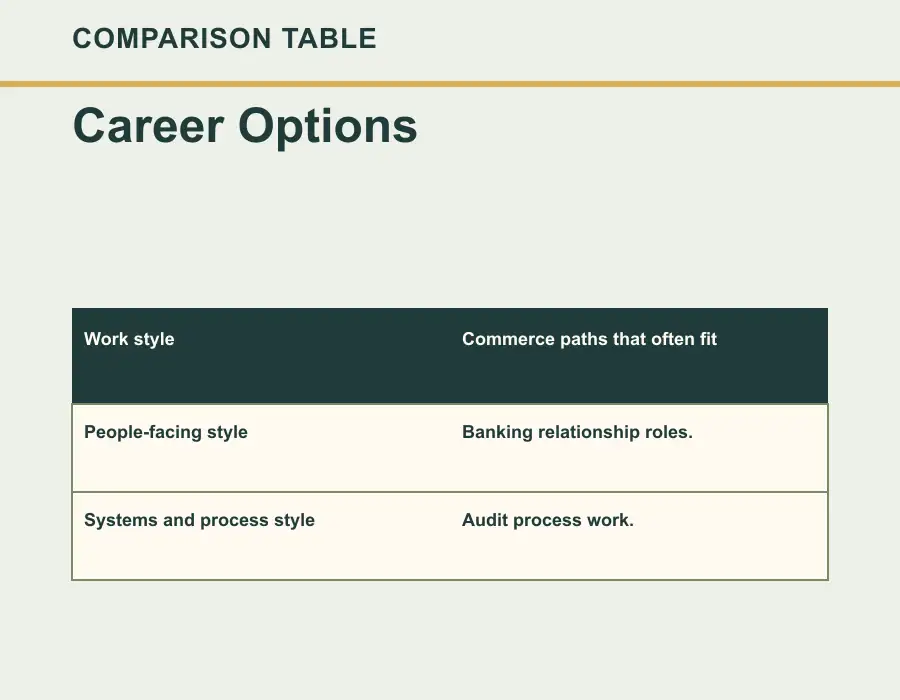 COMPARISON TABLE
Career Options
Work style
Commerce paths that often fit
People-facing style
Banking relationship roles.
Systems and process style
Audit process work.